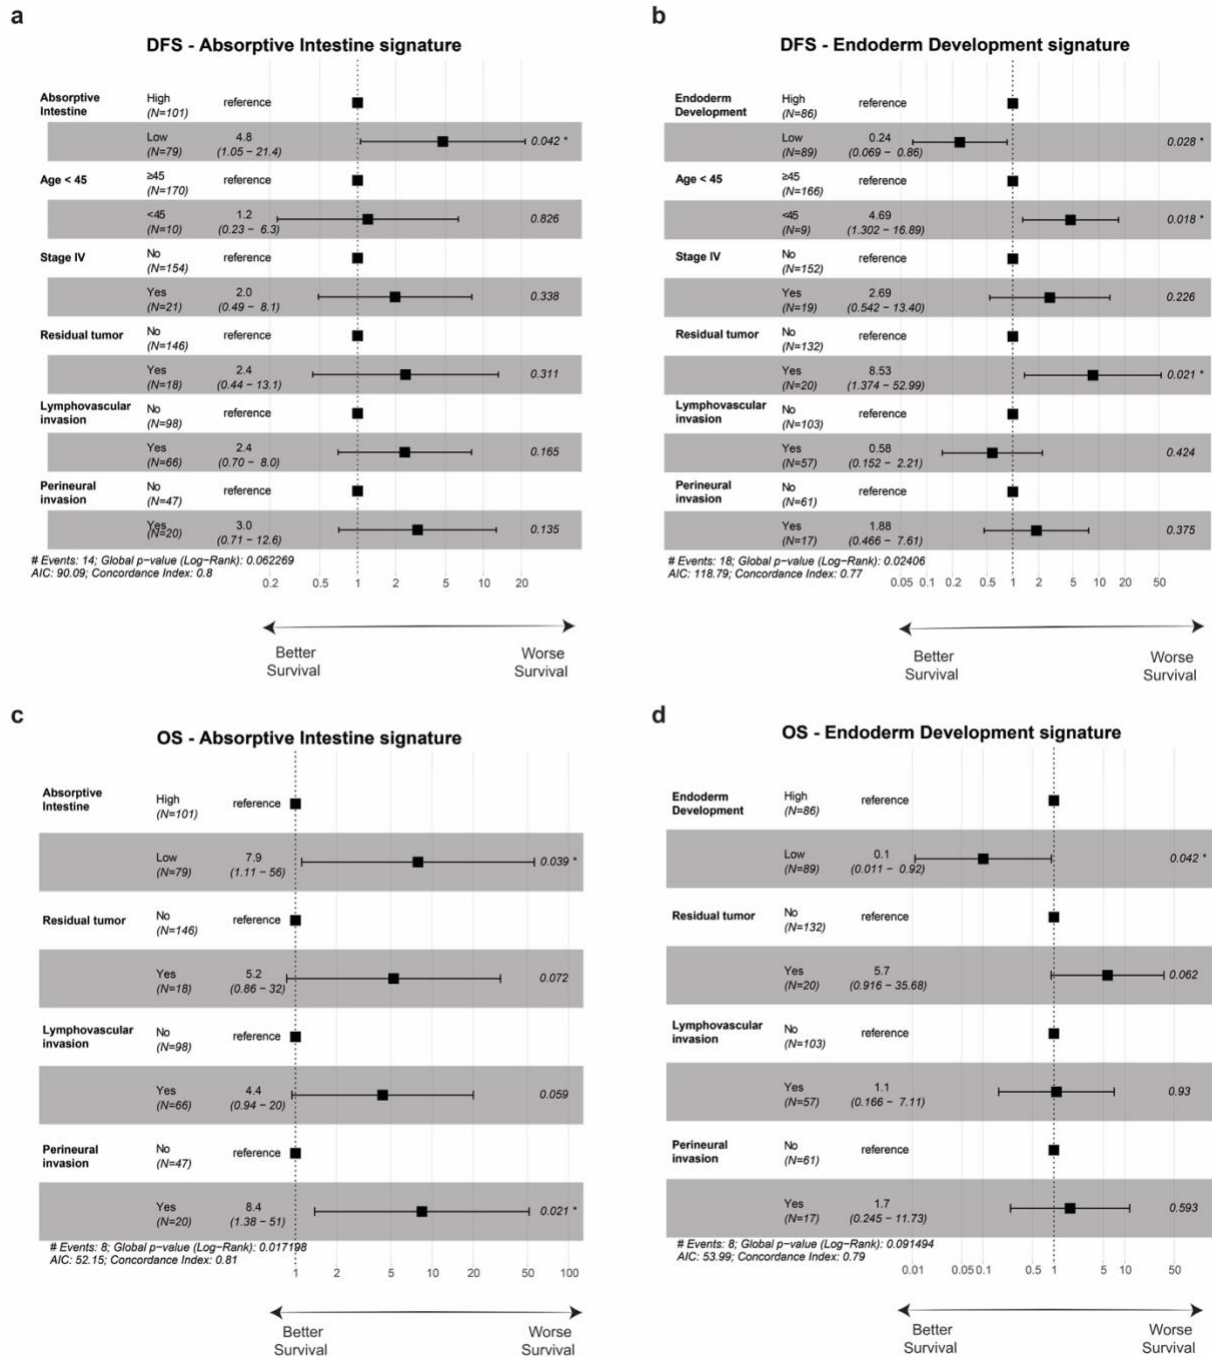 a
DFS - Absorptive Intestine signature
Absorptive Intestine High (N=101) reference
Low (N=79) 4.8 (1.05 − 21.4) 0.042 *
Age < 45 ≥45 (N=170) reference
<45 (N=10) 1.2 (0.23 − 6.3) 0.826
Stage IV No (N=154) reference
Yes (N=21) 2.0 (0.49 − 8.1) 0.338
Residual tumor No (N=146) reference
Yes (N=18) 2.4 (0.44 − 13.1) 0.311
Lymphovascular invasion No (N=98) reference
Yes (N=66) 2.4 (0.70 − 8.0) 0.165
Perineural invasion No (N=47) reference
Yes (N=20) 3.0 (0.71 − 12.6) 0.135
# Events: 14; Global p-value (Log−Rank): 0.062269
AIC: 90.09; Concordance Index: 0.8
0.2 0.5 1 2 5 10 20
Better Survival Worse Survival
b
DFS - Endoderm Development signature
Endoderm Development High (N=86) reference
Low (N=89) 0.24 (0.069 − 0.86) 0.028 *
Age < 45 ≥45 (N=166) reference
<45 (N=9) 4.69 (1.302 − 16.89) 0.018 *
Stage IV No (N=152) reference
Yes (N=19) 2.69 (0.542 − 13.40) 0.226
Residual tumor No (N=132) reference
Yes (N=20) 8.53 (1.374 − 52.99) 0.021 *
Lymphovascular invasion No (N=103) reference
Yes (N=57) 0.58 (0.152 − 2.21) 0.424
Perineural invasion No (N=61) reference
Yes (N=17) 1.88 (0.466 − 7.61) 0.375
# Events: 18; Global p-value (Log−Rank): 0.02406
AIC: 118.79; Concordance Index: 0.77
0.05 0.1 0.2 0.5 1 2 5 10 20 50
Better Survival Worse Survival
c
OS - Absorptive Intestine signature
Absorptive Intestine High (N=101) reference
Low (N=79) 7.9 (1.11 − 56) 0.039 *
Residual tumor No (N=146) reference
Yes (N=18) 5.2 (0.86 − 32) 0.072
Lymphovascular invasion No (N=98) reference
Yes (N=66) 4.4 (0.94 − 20) 0.059
Perineural invasion No (N=47) reference
Yes (N=20) 8.4 (1.38 − 51) 0.021 *
# Events: 8; Global p-value (Log−Rank): 0.017198
AIC: 52.15; Concordance Index: 0.81
1 2 5 10 20 50 100
Better Survival Worse Survival
d
OS - Endoderm Development signature
Endoderm Development High (N=86) reference
Low (N=89) 0.1 (0.011 − 0.92) 0.042 *
Residual tumor No (N=132) reference
Yes (N=20) 5.7 (0.916 − 35.68) 0.062
Lymphovascular invasion No (N=103) reference
Yes (N=57) 1.1 (0.166 − 7.11) 0.93
Perineural invasion No (N=61) reference
Yes (N=17) 1.7 (0.245 − 11.73) 0.593
# Events: 8; Global p-value (Log−Rank): 0.091494
AIC: 53.99; Concordance Index: 0.79
0.01 0.05 0.1 0.5 1 5 10 50
Better Survival Worse Survival